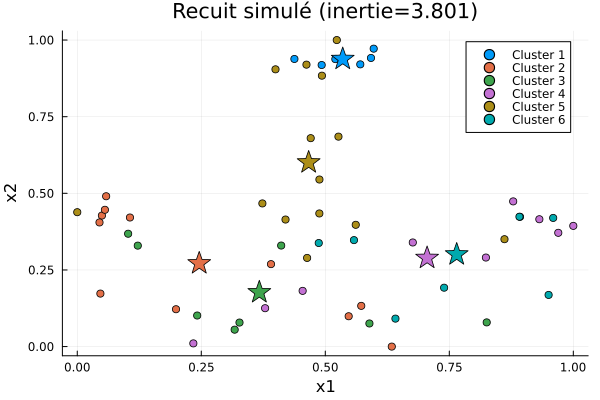 Recuit simulé (inertie=3.801)
1.00
0.75
0.50
0.25
0.00
x2
Cluster 1
Cluster 2
Cluster 3
Cluster 4
Cluster 5
Cluster 6
0.00 0.25 0.50 0.75 1.00
x1